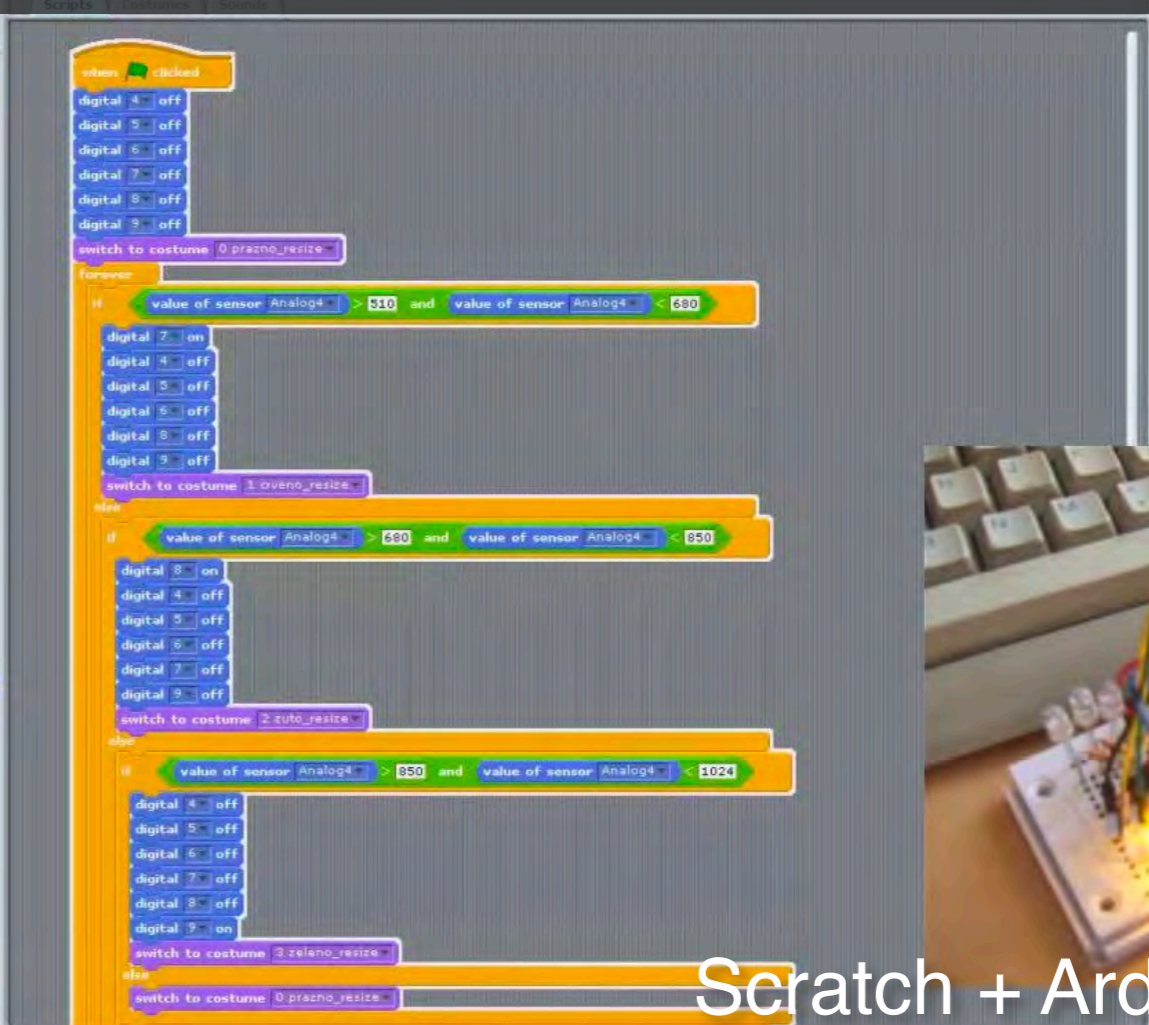 Scripts Costumes Sounds
when clicked
digital 4 off
digital 5 off
digital 6 off
digital 7 off
digital 8 off
digital 9 off
switch to costume 0 prazno_resize
forever
if value of sensor Analog4 > 510 and value of sensor Analog4 < 680
digital 7 on
digital 4 off
digital 5 off
digital 6 off
digital 8 off
digital 9 off
switch to costume 1 crveno_resize
else
if value of sensor Analog4 > 680 and value of sensor Analog4 < 850
digital 8 on
digital 4 off
digital 5 off
digital 6 off
digital 7 off
digital 9 off
switch to costume 2 zuto_resize
else
if value of sensor Analog4 > 850 and value of sensor Analog4 < 1024
digital 4 off
digital 5 off
digital 6 off
digital 7 off
digital 8 off
digital 9 on
switch to costume 3 zeleno_resize
else
switch to costume 0 prazno_resize
Scratch + Ard